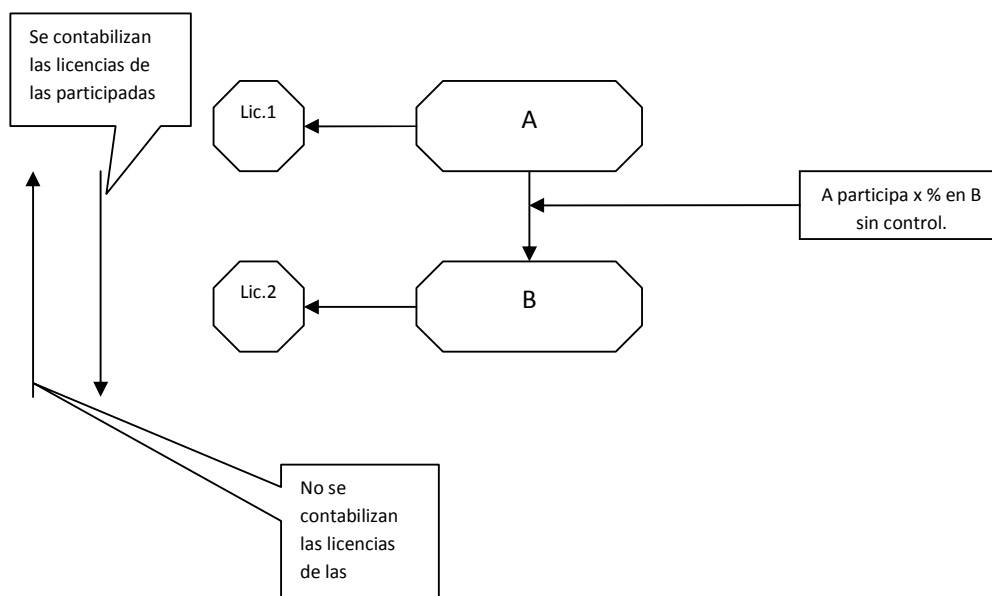 Se contabilizan
las licencias de
las participadas
Lic.1
A
A participa x % en B
sin control.
Lic.2
B
No se
contabilizan
las licencias
de las